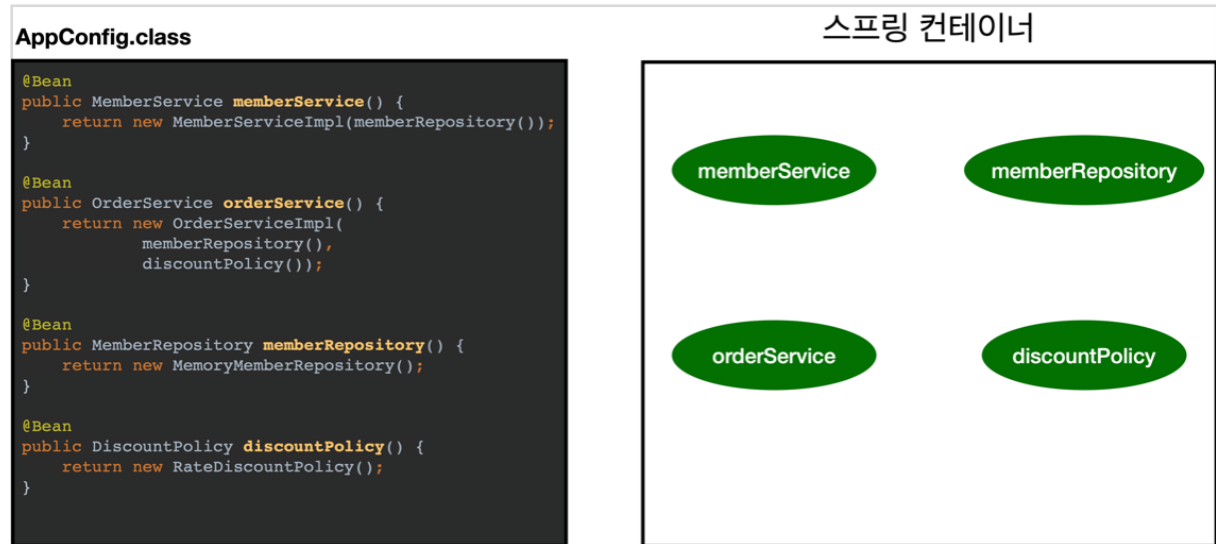 AppConfig.class
@Bean
public MemberService memberService() {
    return new MemberServiceImpl(memberRepository());
}
@Bean
public OrderService orderService() {
    return new OrderServiceImpl(
            memberRepository(),
            discountPolicy());
}
@Bean
public MemberRepository memberRepository() {
    return new MemoryMemberRepository();
}
@Bean
public DiscountPolicy discountPolicy() {
    return new RateDiscountPolicy();
}
스프링 컨테이너
memberService
memberRepository
orderService
discountPolicy